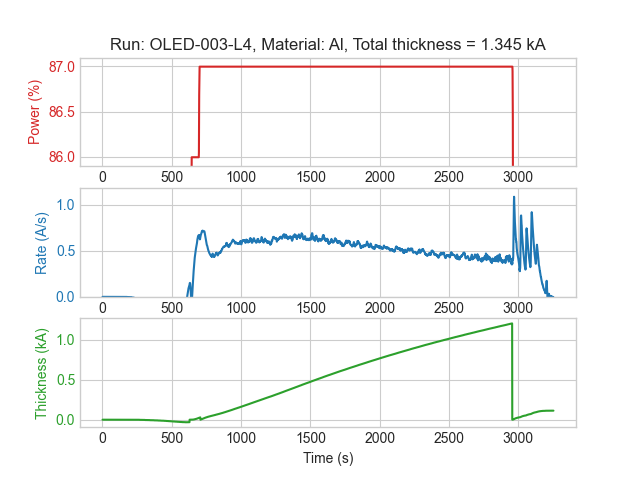 Run: OLED-003-L4, Material: Al, Total thickness = 1.345 kA
Power (%)
87.0
86.5
86.0
0 500 1000 1500 2000 2500 3000
Rate (A/s)
1.0
0.5
0.0
0 500 1000 1500 2000 2500 3000
Thickness (kA)
1.0
0.5
0.0
0 500 1000 1500 2000 2500 3000
Time (s)